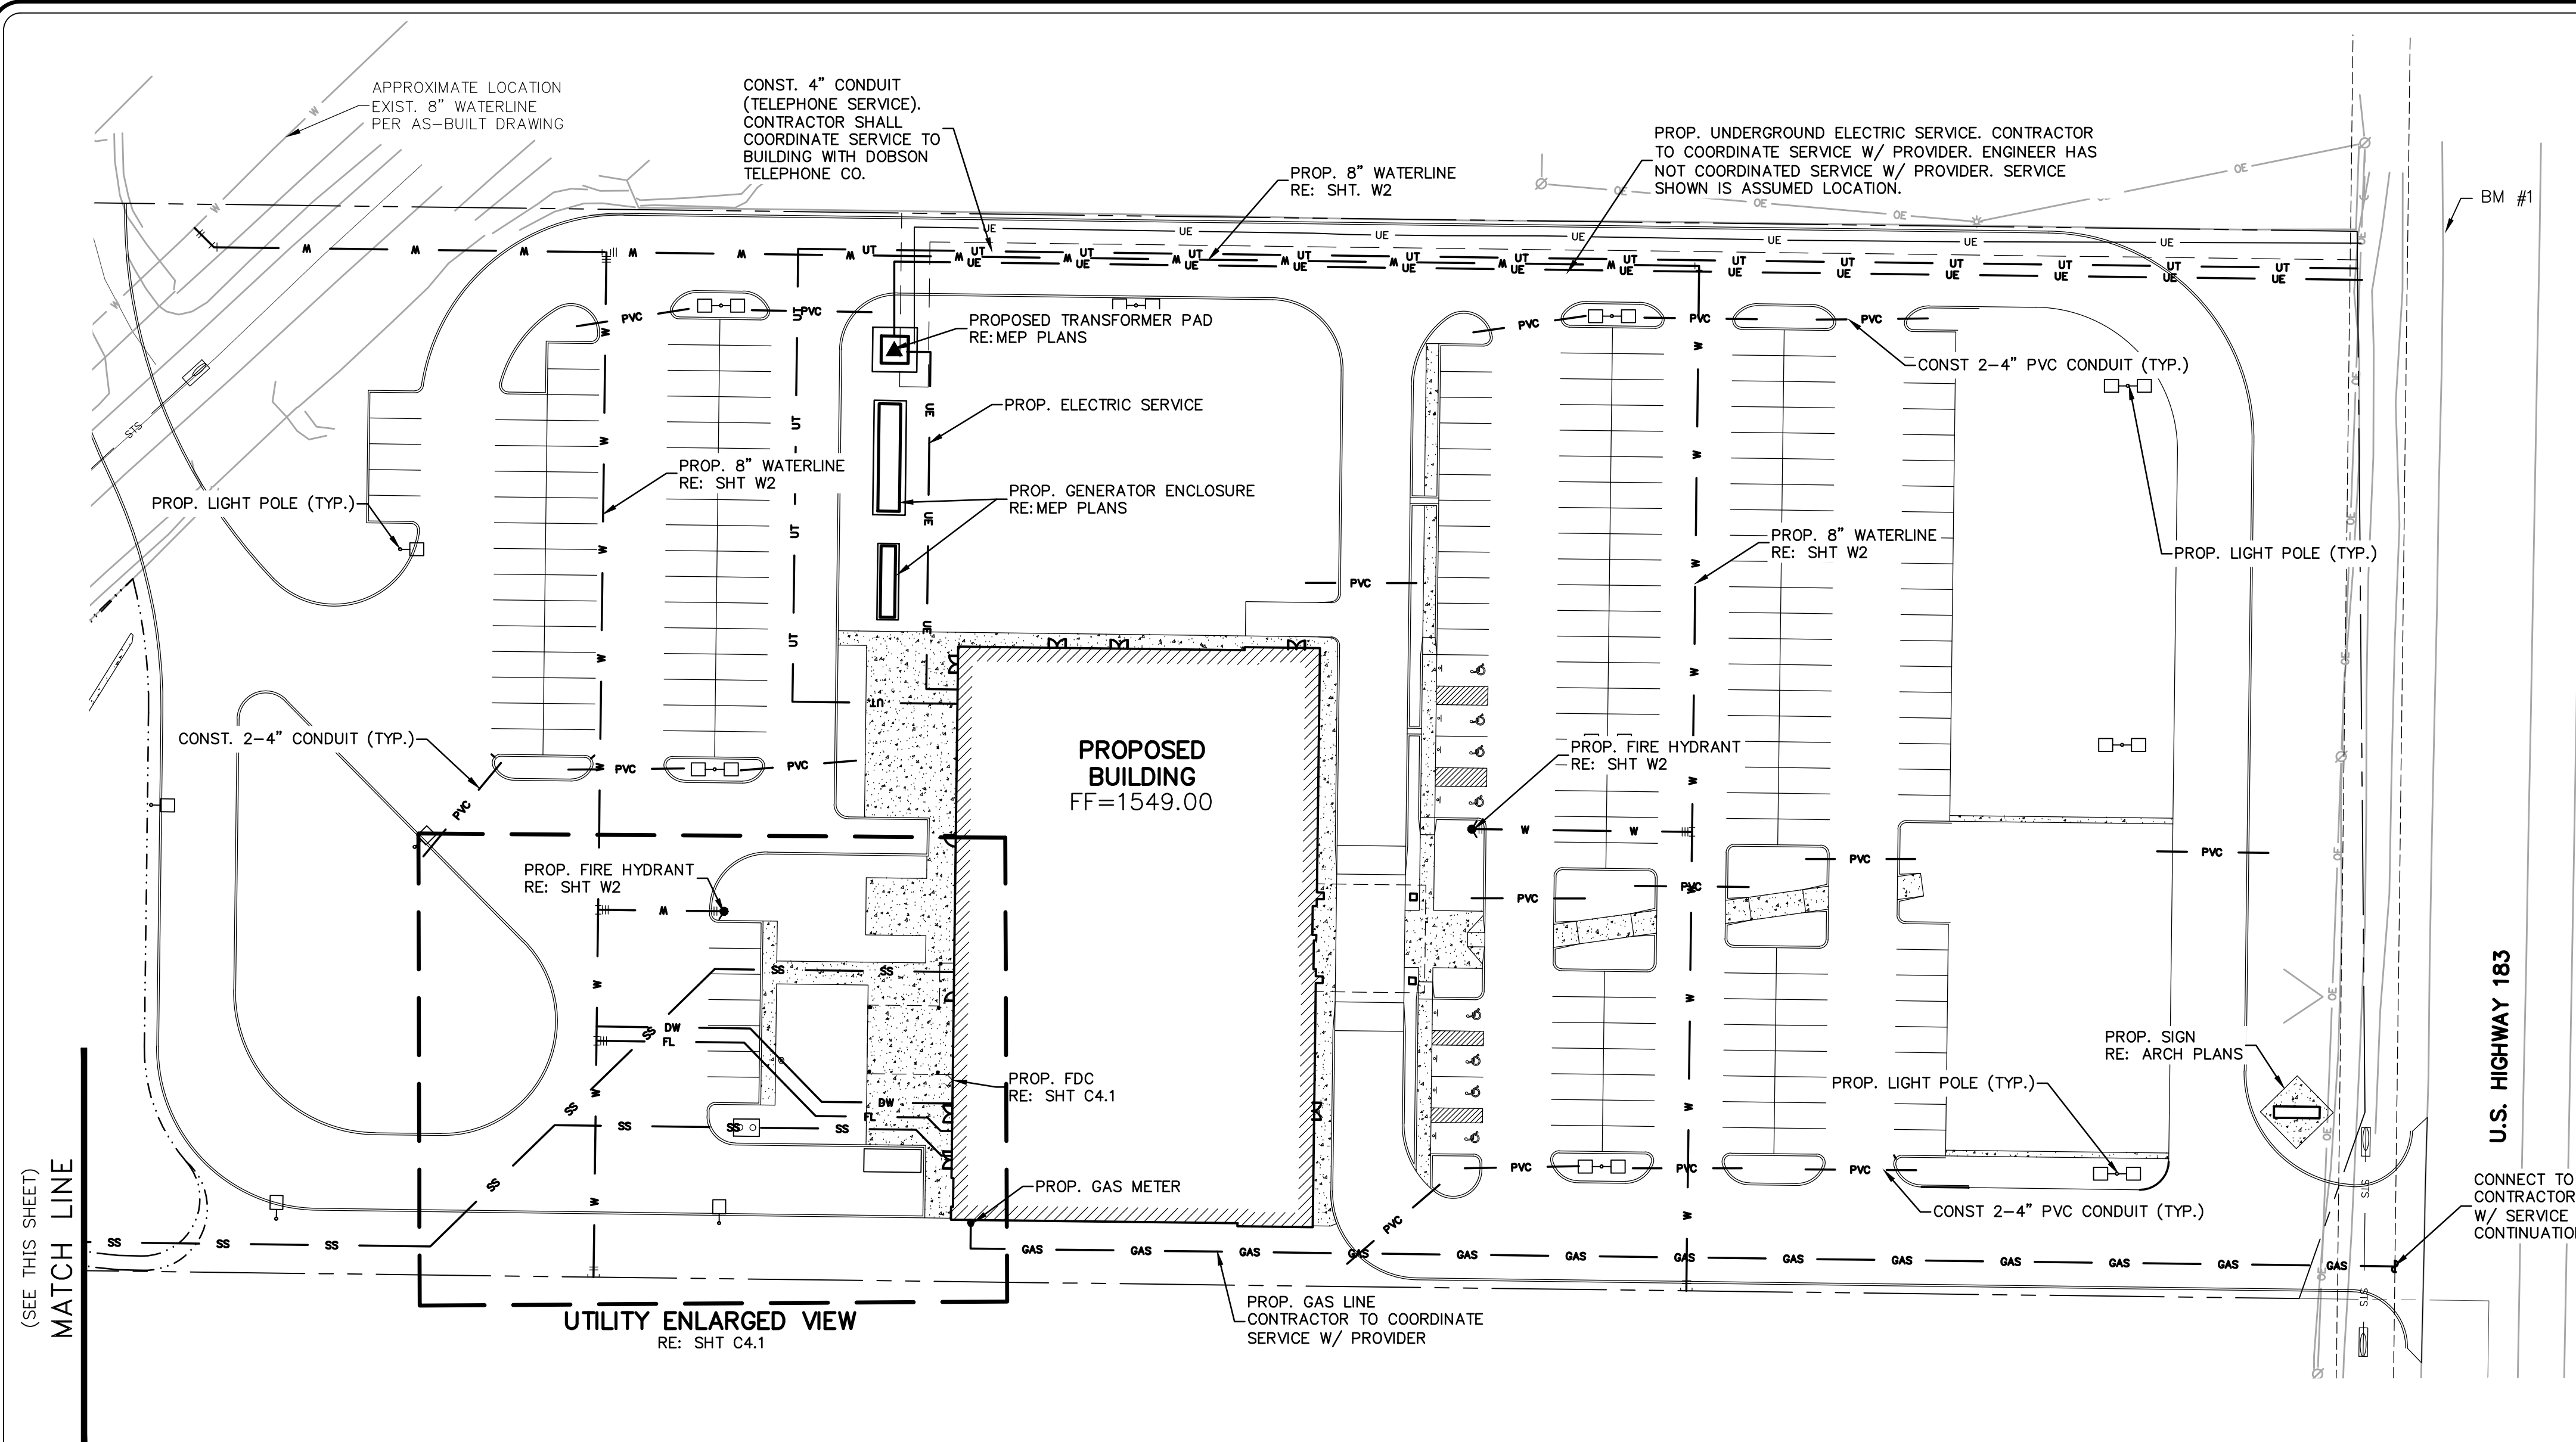 APPROXIMATE LOCATION
EXIST. 8" WATERLINE
PER AS-BUILT DRAWING
CONST. 4" CONDUIT
(TELEPHONE SERVICE).
CONTRACTOR SHALL
COORDINATE SERVICE TO
BUILDING WITH DOBSON
TELEPHONE CO.
PROP. 8" WATERLINE
RE: SHT. W2
PROP. UNDERGROUND ELECTRIC SERVICE. CONTRACTOR
TO COORDINATE SERVICE W/ PROVIDER. ENGINEER HAS
NOT COORDINATED SERVICE W/ PROVIDER. SERVICE
SHOWN IS ASSUMED LOCATION.
BM #1
PROPOSED TRANSFORMER PAD
RE:MEP PLANS
CONST 2-4" PVC CONDUIT (TYP.)
PROP. ELECTRIC SERVICE
PROP. 8" WATERLINE
RE: SHT W2
PROP. GENERATOR ENCLOSURE
RE:MEP PLANS
PROP. LIGHT POLE (TYP.)
PROP. 8" WATERLINE
RE: SHT W2
PROP. LIGHT POLE (TYP.)
CONST. 2-4" CONDUIT (TYP.)
PROPOSED
BUILDING
FF=1549.00
PROP. FIRE HYDRANT
RE: SHT W2
PROP. FIRE HYDRANT
RE: SHT W2
U.S. HIGHWAY 183
PROP. SIGN
RE: ARCH PLANS
PROP. FDC
RE: SHT C4.1
PROP. LIGHT POLE (TYP.)
PROP. GAS METER
CONST 2-4" PVC CONDUIT (TYP.)
CONNECT TO
CONTRACTOR
W/ SERVICE
CONTINUATION
(SEE THIS SHEET)
MATCH LINE
UTILITY ENLARGED VIEW
RE: SHT C4.1
PROP. GAS LINE
CONTRACTOR TO COORDINATE
SERVICE W/ PROVIDER